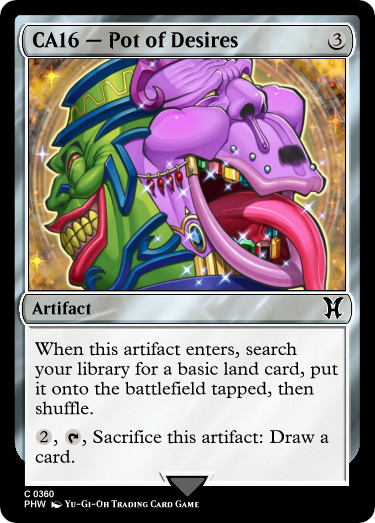 CA16 — Pot of Desires 3
Artifact
When this artifact enters, search
your library for a basic land card, put
it onto the battlefield tapped, then
shuffle.
2, , Sacrifice this artifact: Draw a
card.
C 0360
PHW Yu-Gi-Oh Trading Card Game